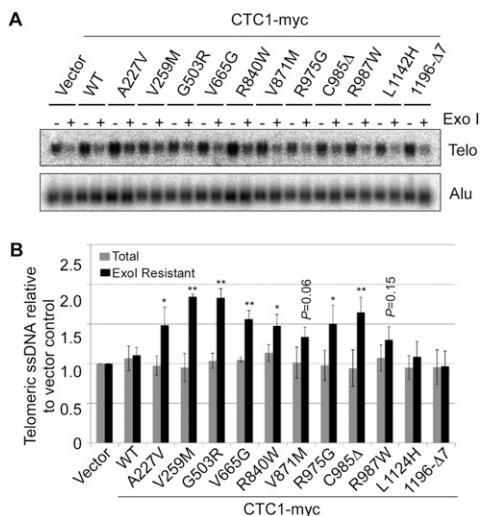 A
CTC1-myc
Vector WT A227V V259M G503R V665G R840W V871M R975G C985Δ R987W L1142H 1196-Δ7
- + - + - + - + - + - + - + - + - + - + - + - + - + Exo I
Telo
Alu
B
Total
ExoI Resistant
Telomeric ssDNA relative
to vector control
2.5
2.0
1.5
1.0
0.5
0
* ** ** ** * P=0.06 * ** P=0.15
Vector WT A227V V259M G503R V665G R840W V871M R975G C985Δ R987W L1124H 1196-Δ7
CTC1-myc